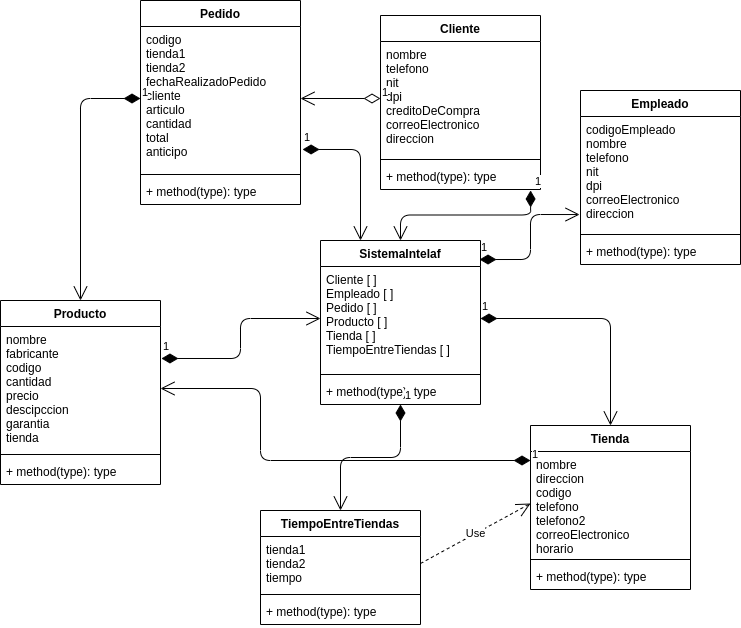 Pedido
codigo
tienda1
tienda2
fechaRealizadoPedido
cliente
articulo
cantidad
total
anticipo
+ method(type): type
1
1
Cliente
nombre
telefono
nit
dpi
creditoDeCompra
correoElectronico
direccion
+ method(type): type
1
1
Empleado
codigoEmpleado
nombre
telefono
nit
dpi
correoElectronico
direccion
+ method(type): type
SistemaIntelaf
Cliente [ ]
Empleado [ ]
Pedido [ ]
Producto [ ]
Tienda [ ]
TiempoEntreTiendas [ ]
+ method(type): type
1
1
1
Producto
nombre
fabricante
codigo
cantidad
precio
descipccion
garantia
tienda
+ method(type): type
1
Tienda
1
nombre
direccion
codigo
telefono
telefono2
correoElectronico
horario
+ method(type): type
TiempoEntreTiendas
tienda1
tienda2
tiempo
+ method(type): type
Use